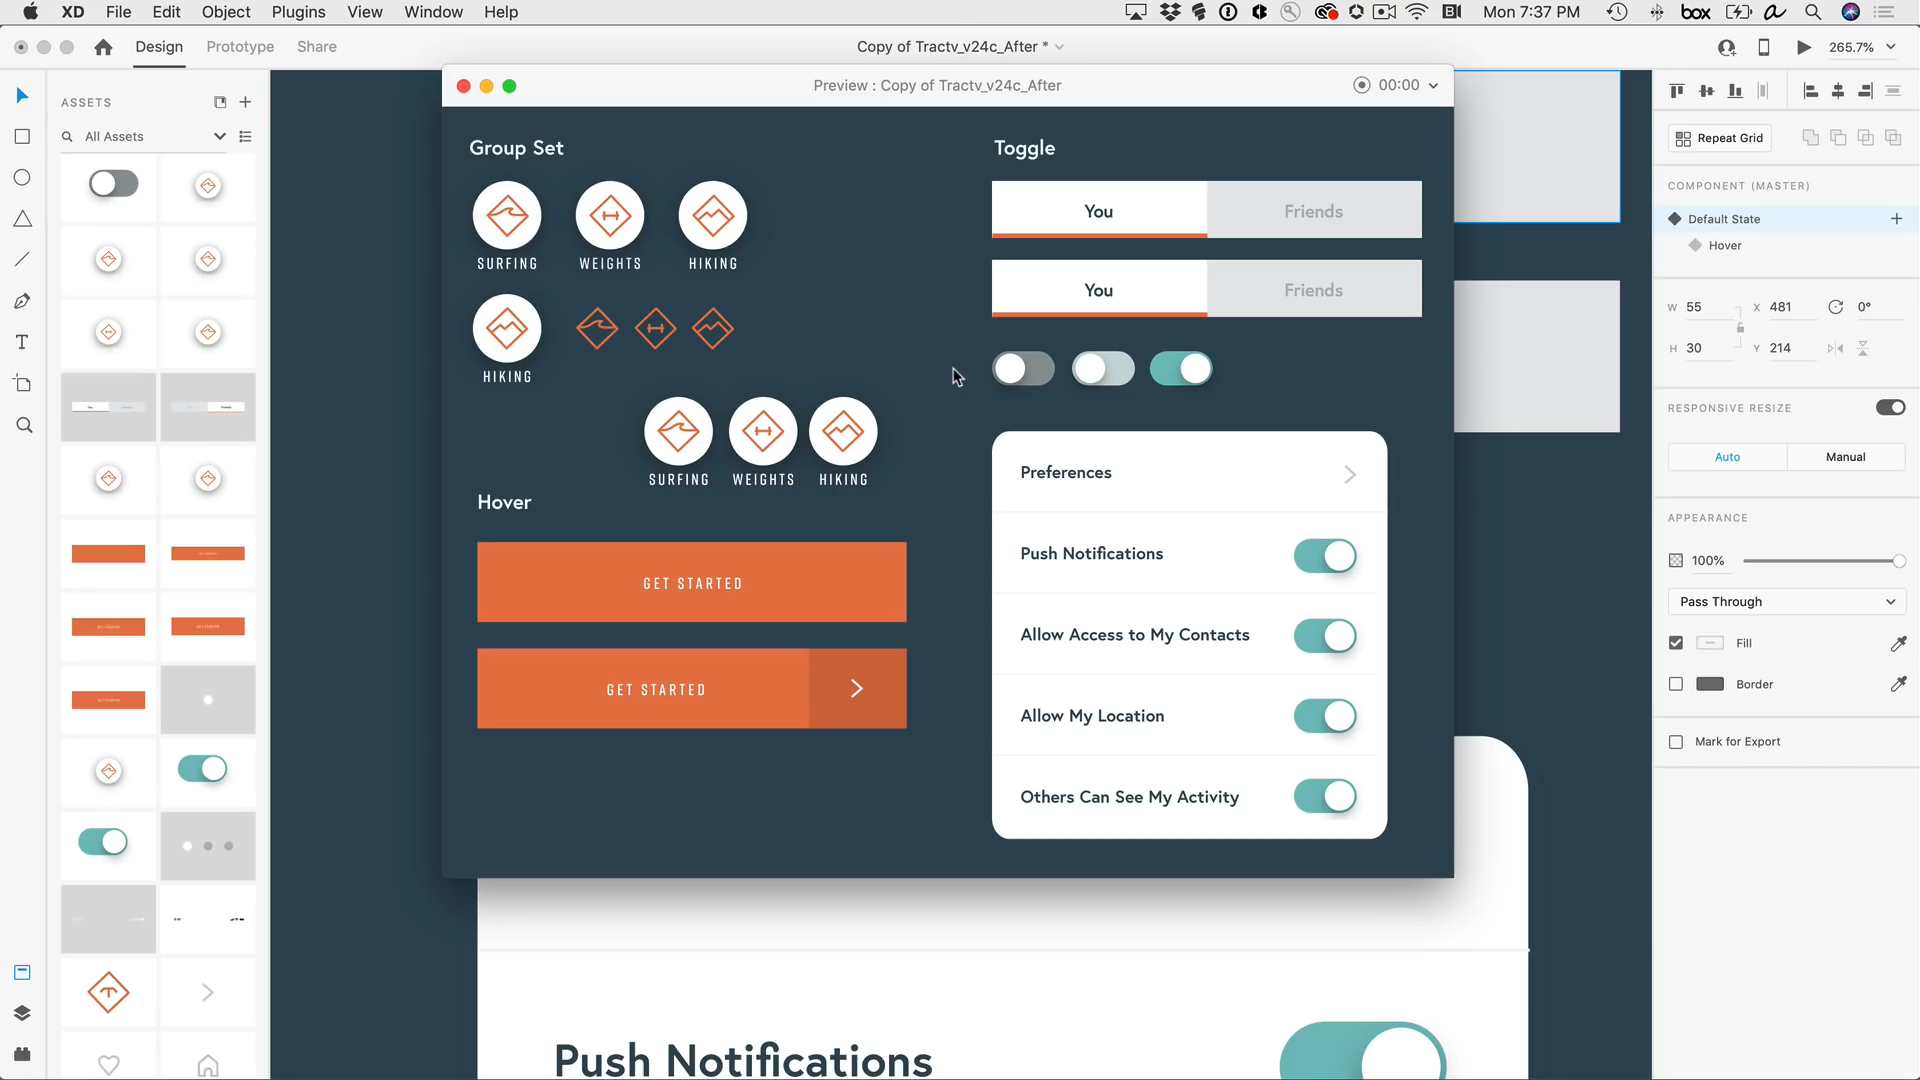 XD File Edit Object Plugins View Window Help
box Mon 7:37 PM
Design Prototype Share
Copy of Tractv_v24c_After *
265.7%
ASSETS
All Assets
Preview : Copy of Tractv_v24c_After
00:00
Group Set
SURFING WEIGHTS HIKING
HIKING
SURFING WEIGHTS HIKING
Hover
GET STARTED
GET STARTED
Toggle
You Friends
You Friends
Preferences
Push Notifications
Allow Access to My Contacts
Allow My Location
Others Can See My Activity
Push Notifications
Repeat Grid
COMPONENT (MASTER)
Default State
Hover
W 55 X 481 0°
H 30 Y 214
RESPONSIVE RESIZE
Auto Manual
APPEARANCE
100%
Pass Through
Fill
Border
Mark for Export